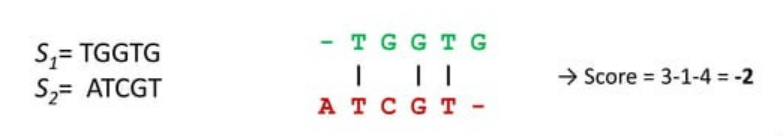 S1= TGGTG
S2= ATCGT
- T G G T G
| | |
A T C G T -
→ Score = 3-1-4 = -2